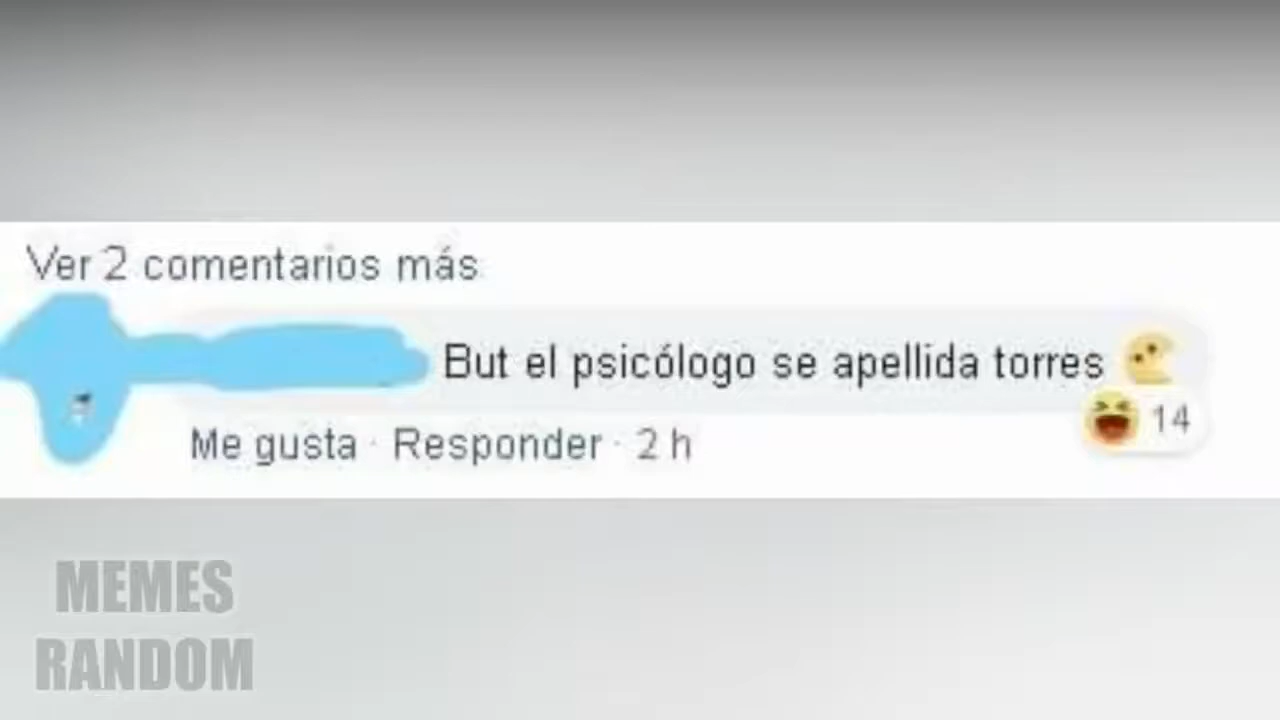 Ver 2 comentarios más
But el psicólogo se apellida torres
14
Me gusta · Responder · 2 h
MEMES
RANDOM